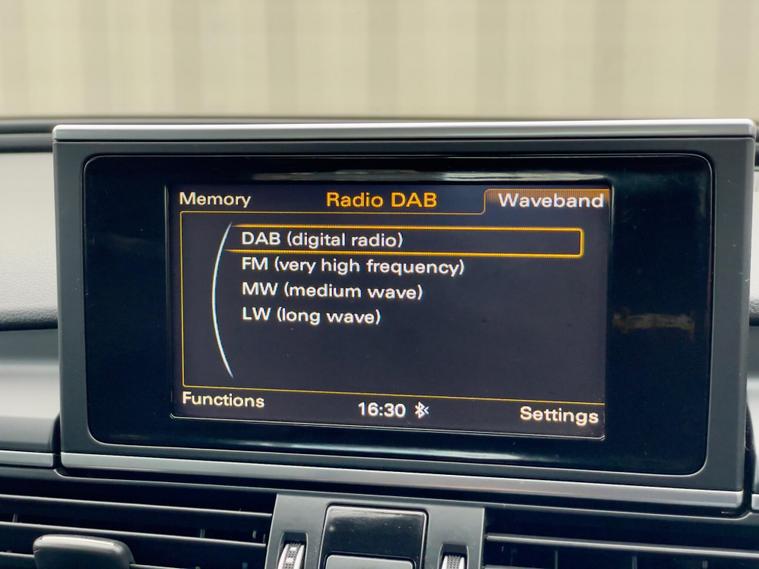 Memory Radio DAB Waveband
DAB (digital radio)
FM (very high frequency)
MW (medium wave)
LW (long wave)
Functions 16:30 Settings